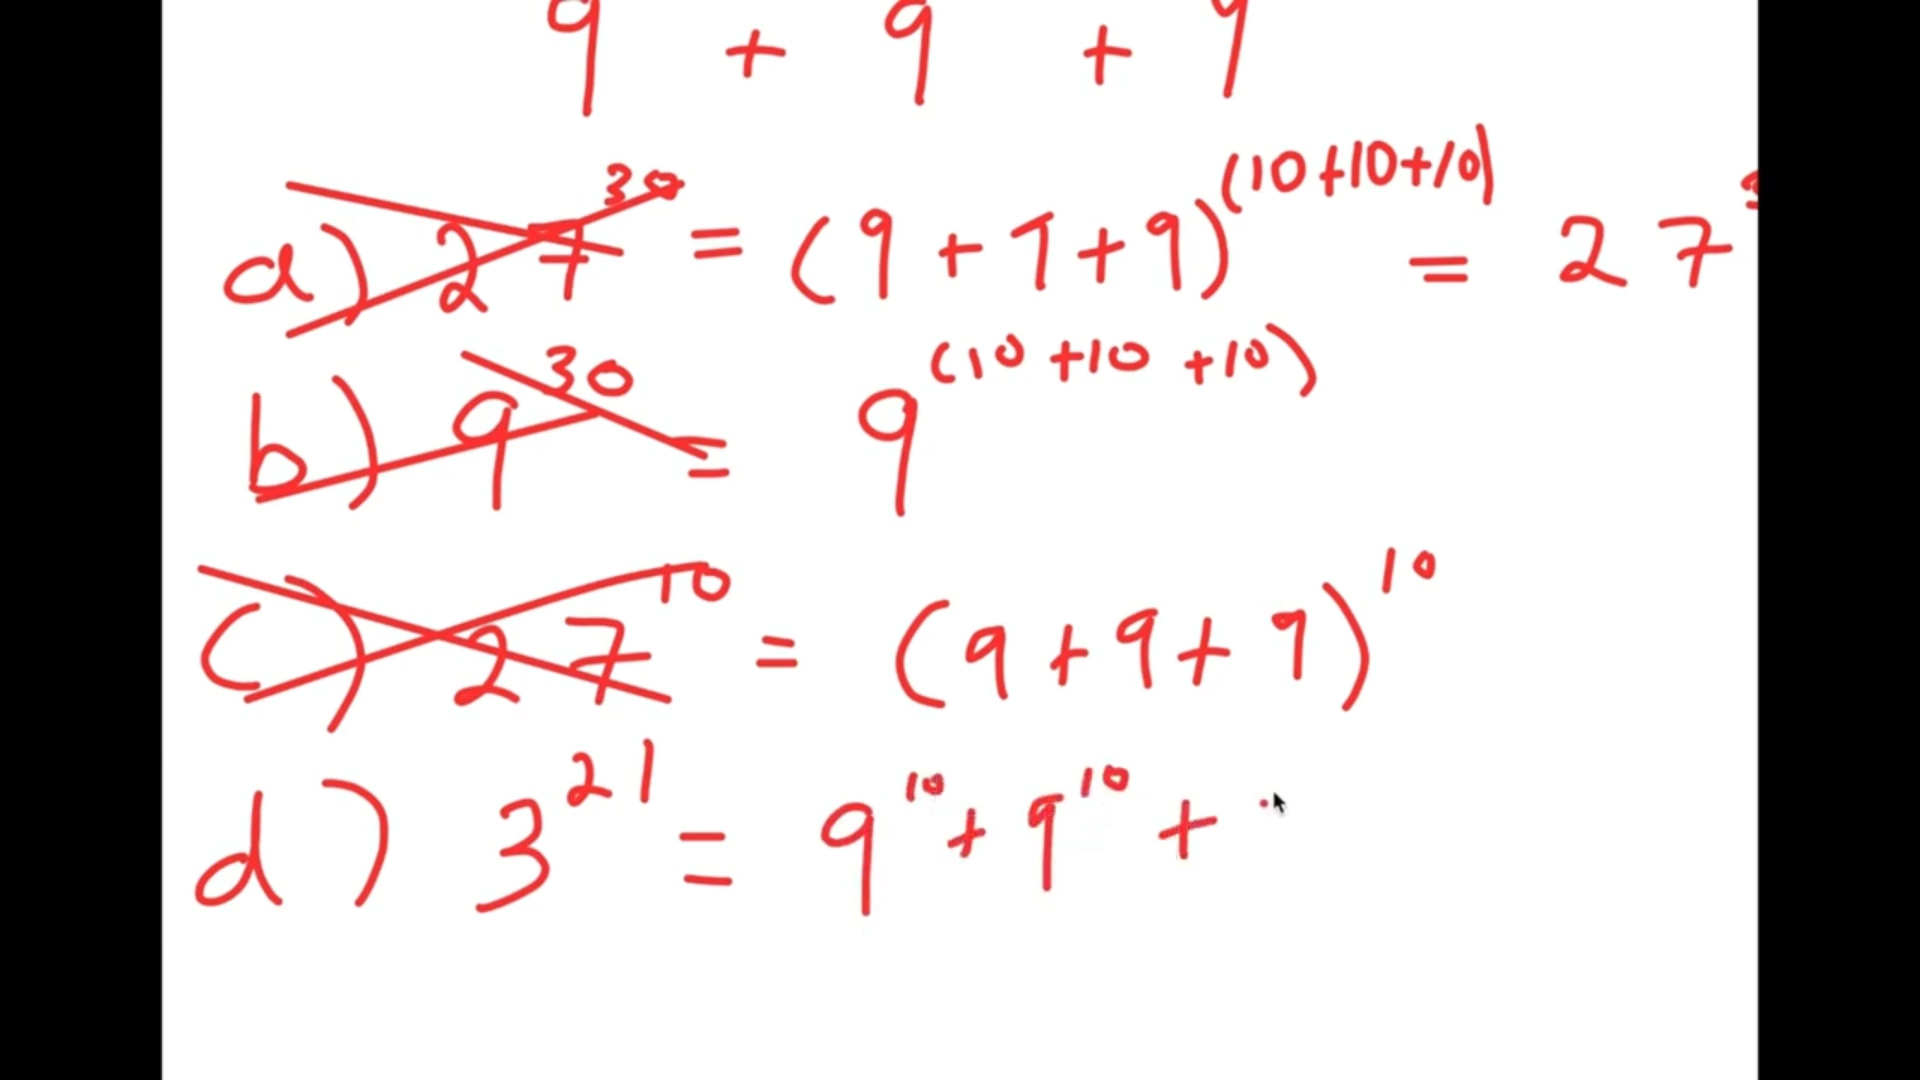 9 + 9 + 9
a) 27^30 = (9 + 9 + 9)^(10+10+10) = 27
b) 9^30 = 9^(10+10+10)
c) 27^10 = (9+9+9)^10
d) 3^21 = 9^10 + 9^10 +